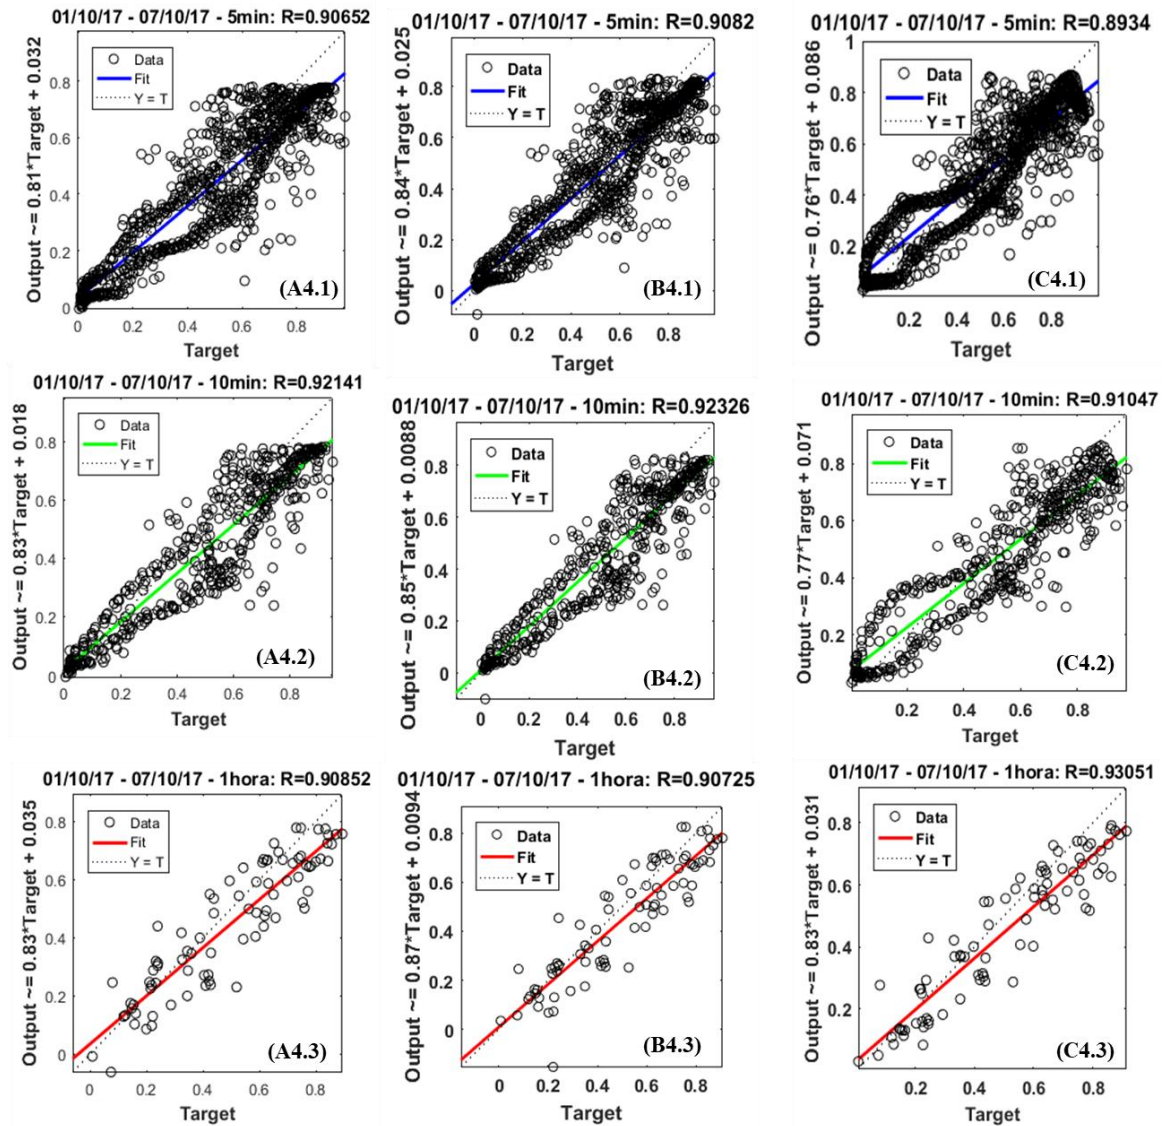 01/10/17 - 07/10/17 - 5min: R=0.90652
Output ~= 0.81*Target + 0.032
Data
Fit
Y = T
0.8
0.6
0.4
0.2
0
0 0.2 0.4 0.6 0.8
Target
(A4.1)
01/10/17 - 07/10/17 - 5min: R=0.9082
Output ~= 0.84*Target + 0.025
Data
Fit
Y = T
0.8
0.6
0.4
0.2
0
0 0.2 0.4 0.6 0.8
Target
(B4.1)
01/10/17 - 07/10/17 - 5min: R=0.8934
Output ~= 0.76*Target + 0.086
Data
Fit
Y = T
1
0.8
0.6
0.4
0.2
0.2 0.4 0.6 0.8
Target
(C4.1)
01/10/17 - 07/10/17 - 10min: R=0.92141
Output ~= 0.83*Target + 0.018
Data
Fit
Y = T
0.8
0.6
0.4
0.2
0
0 0.2 0.4 0.6 0.8
Target
(A4.2)
01/10/17 - 07/10/17 - 10min: R=0.92326
Output ~= 0.85*Target + 0.0088
Data
Fit
Y = T
0.8
0.6
0.4
0.2
0
0 0.2 0.4 0.6 0.8
Target
(B4.2)
01/10/17 - 07/10/17 - 10min: R=0.91047
Output ~= 0.77*Target + 0.071
Data
Fit
Y = T
0.8
0.6
0.4
0.2
0.2 0.4 0.6 0.8
Target
(C4.2)
01/10/17 - 07/10/17 - 1hora: R=0.90852
Output ~= 0.83*Target + 0.035
Data
Fit
Y = T
0.8
0.6
0.4
0.2
0
0 0.2 0.4 0.6 0.8
Target
(A4.3)
01/10/17 - 07/10/17 - 1hora: R=0.90725
Output ~= 0.87*Target + 0.0094
Data
Fit
Y = T
0.8
0.6
0.4
0.2
0
0 0.2 0.4 0.6 0.8
Target
(B4.3)
01/10/17 - 07/10/17 - 1hora: R=0.93051
Output ~= 0.83*Target + 0.031
Data
Fit
Y = T
0.8
0.6
0.4
0.2
0.2 0.4 0.6 0.8
Target
(C4.3)